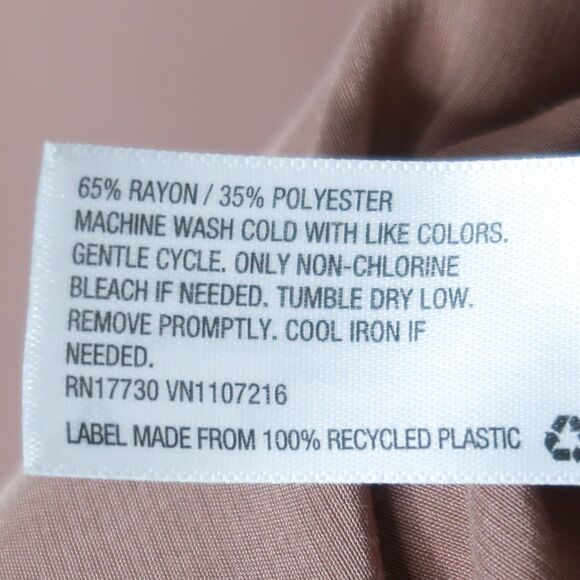 65% RAYON / 35% POLYESTER
MACHINE WASH COLD WITH LIKE COLORS.
GENTLE CYCLE. ONLY NON-CHLORINE
BLEACH IF NEEDED. TUMBLE DRY LOW.
REMOVE PROMPTLY. COOL IRON IF
NEEDED.
RN17730 VN1107216
LABEL MADE FROM 100% RECYCLED PLASTIC